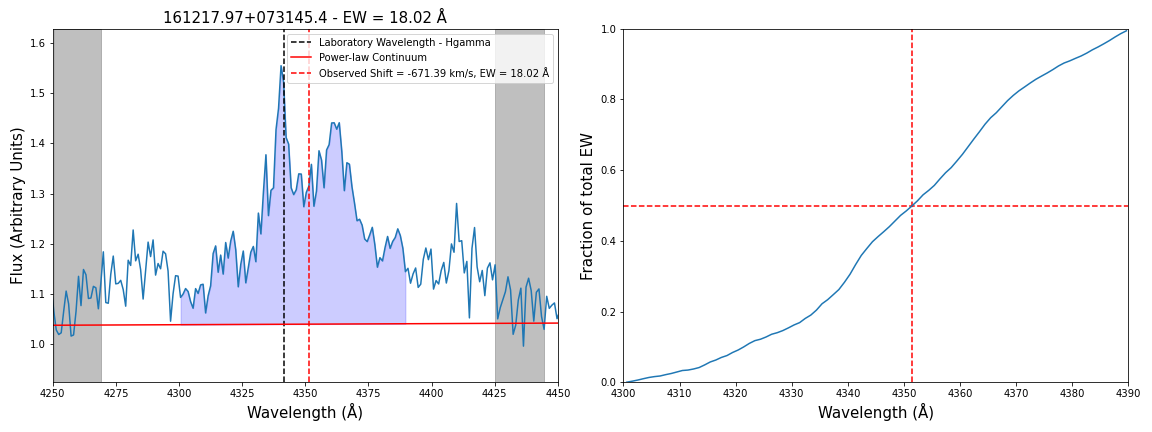 161217.97+073145.4 - EW = 18.02 Å
Laboratory Wavelength - Hgamma
Power-law Continuum
Observed Shift = -671.39 km/s, EW = 18.02 Å
Flux (Arbitrary Units)
1.6
1.5
1.4
1.3
1.2
1.1
1.0
4250 4275 4300 4325 4350 4375 4400 4425 4450
Wavelength (Å)
Fraction of total EW
1.0
0.8
0.6
0.4
0.2
0.0
4300 4310 4320 4330 4340 4350 4360 4370 4380 4390
Wavelength (Å)